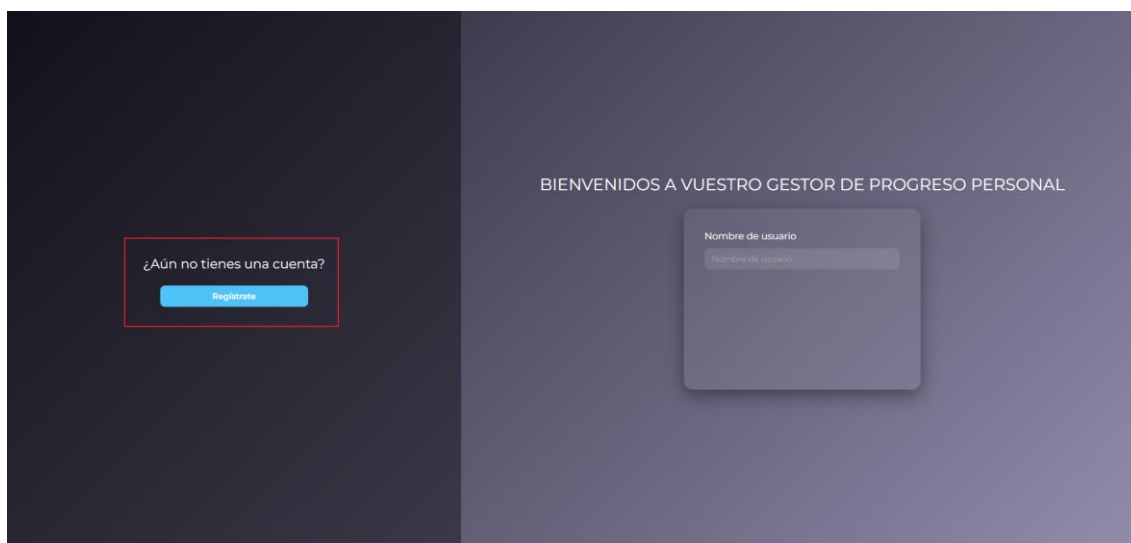 ¿Aún no tienes una cuenta?
Regístrate
BIENVENIDOS A VUESTRO GESTOR DE PROGRESO PERSONAL
Nombre de usuario
Nombre de usuario